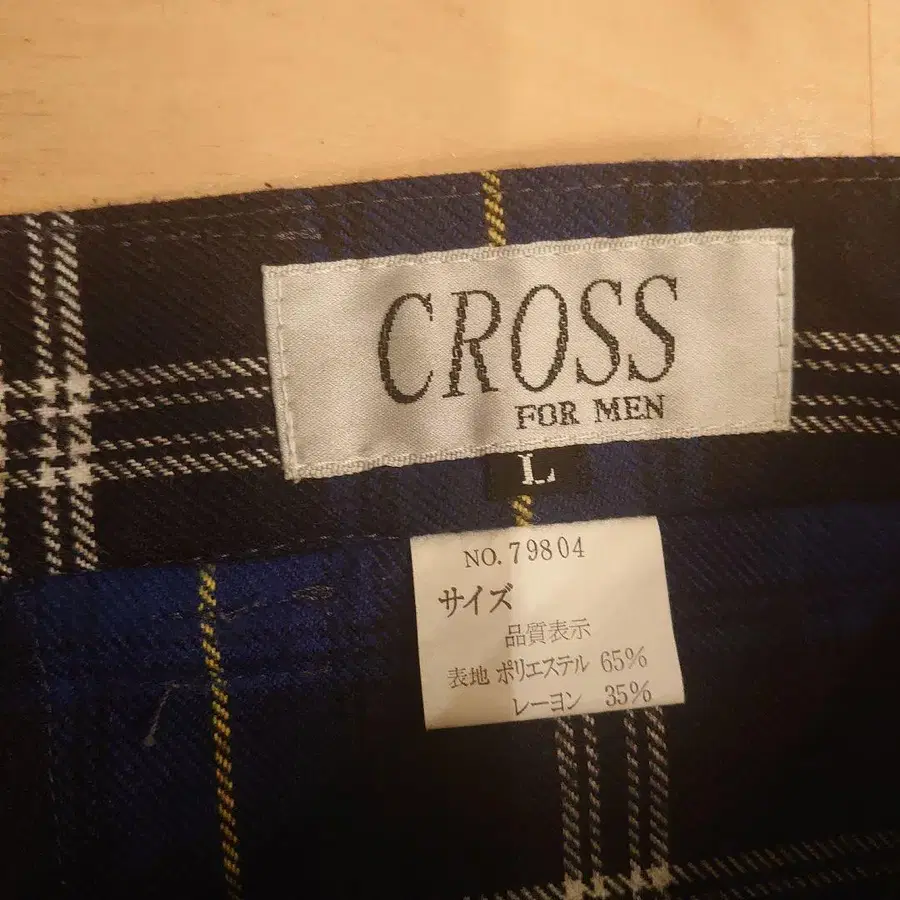 CROSS
FOR MEN
L
NO. 79804
サイズ
品質表示
表地 ポリエステル 65%
レーヨン 35%